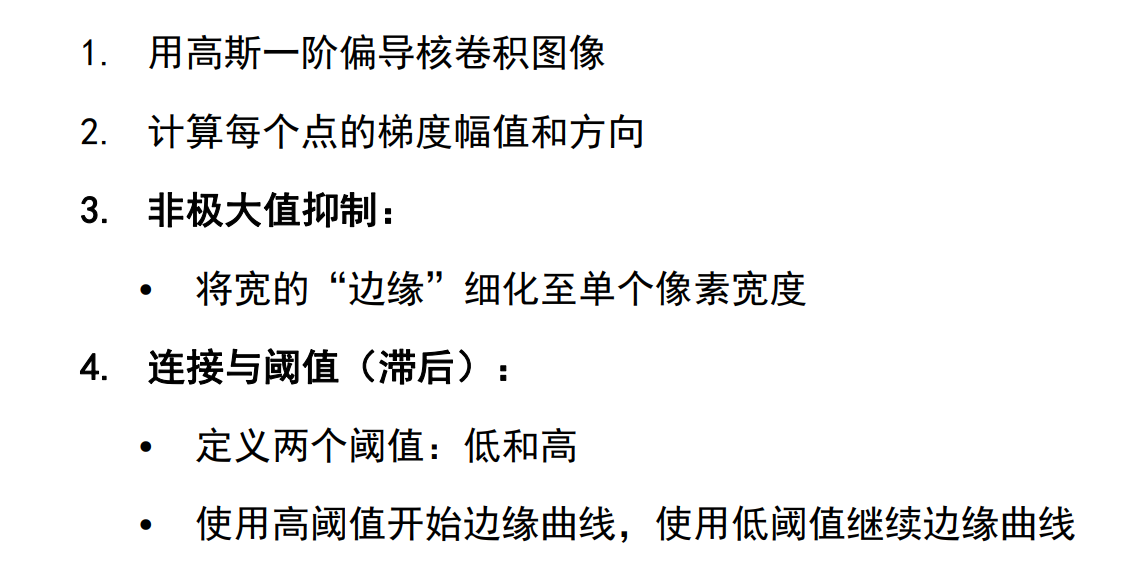 1. 用高斯一阶偏导核卷积图像
2. 计算每个点的梯度幅值和方向
3. 非极大值抑制：
• 将宽的“边缘”细化至单个像素宽度
4. 连接与阈值（滞后）：
• 定义两个阈值：低和高
• 使用高阈值开始边缘曲线，使用低阈值继续边缘曲线